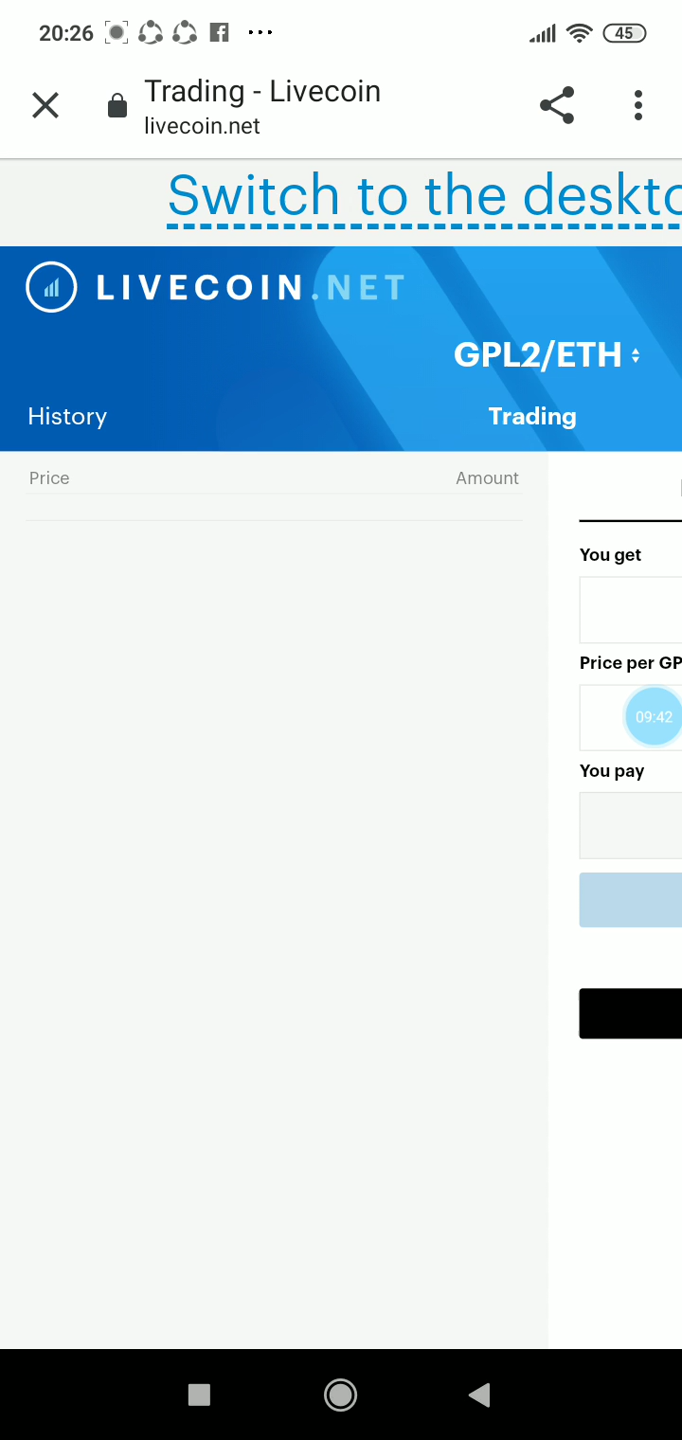 20:26
45
Trading - Livecoin
livecoin.net
Switch to the deskto
LIVECOIN.NET
GPL2/ETH
History
Trading
Price
Amount
You get
Price per GP
09:42
You pay